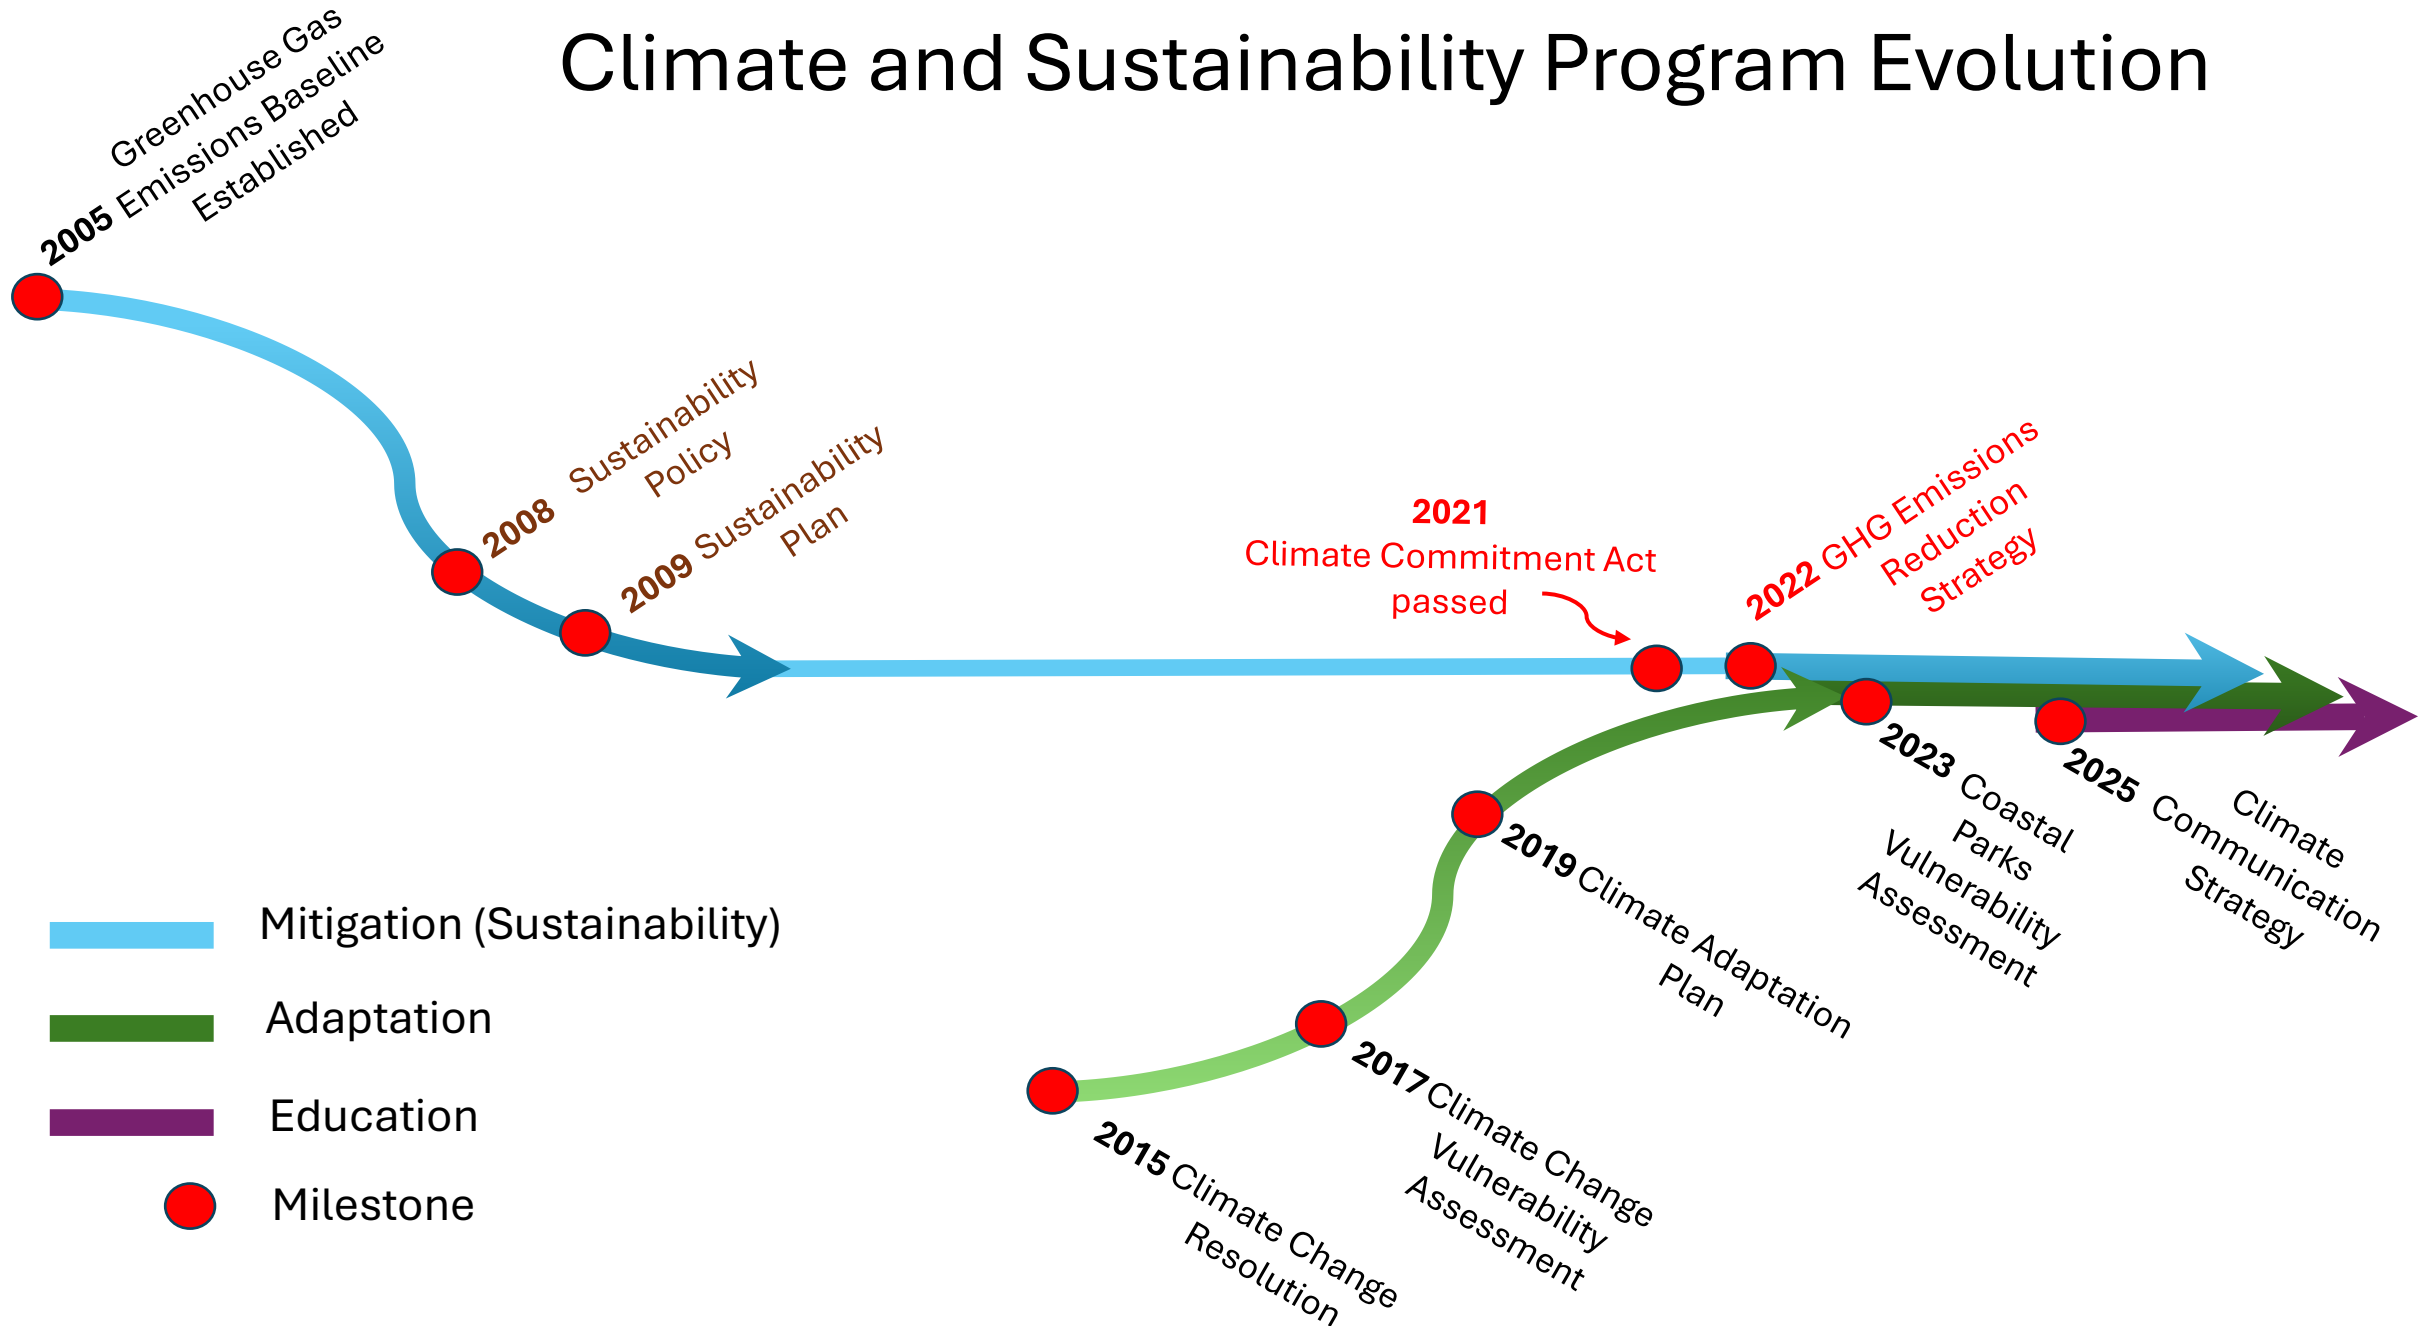 Climate and Sustainability Program Evolution
Greenhouse Gas
2005 Emissions Baseline
Established
2008 Sustainability
Policy
2009 Sustainability
Plan
2021
Climate Commitment Act
passed
2022 GHG Emissions
Reduction
Strategy
2023 Coastal
Parks
Vulnerability
Assessment
Climate
2025 Communication
Strategy
2019 Climate Adaptation
Plan
2017 Climate Change
Vulnerability
Assessment
2015 Climate Change
Resolution
Mitigation (Sustainability)
Adaptation
Education
Milestone